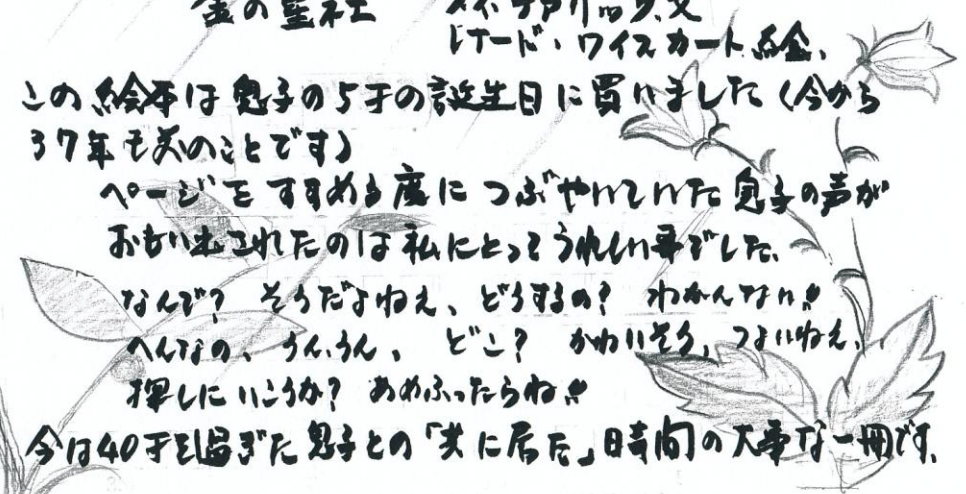 金の星社 メイ・ゲアリック、文
レナード・ワイスガード、絵、
この絵本は息子の5才の誕生日に買いました(今から
37年も前のことです)
ページをすすめる度につぶやいていた息子の声が
おもい出されたのは私にとってうれしい事でした、
なんで? そうだよねえ、どうするの? わかんない!!
へんなの、うん、うん、 どこ? かわいそう、つよいねえ、
探しにいこうか? あめふったらね!!
今は40才を過ぎた息子との「共に居た」時間の大事な一冊です、